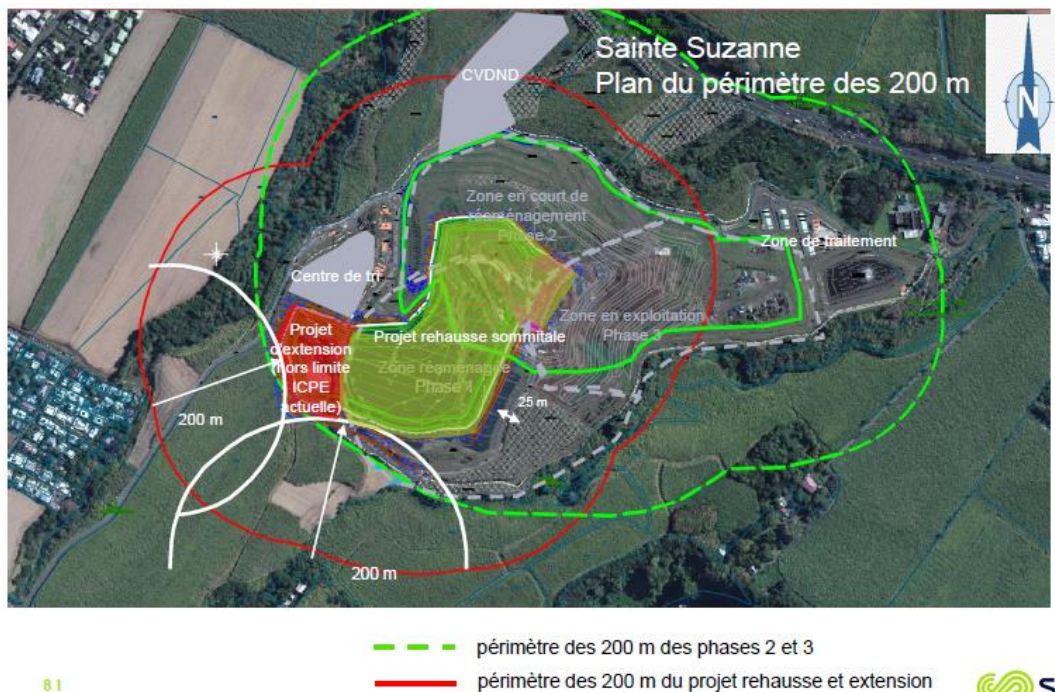 Sainte Suzanne
Plan du périmètre des 200 m
N
CVDND
Zone en court de
réaménagement
Phase 2
Zone de traitement
Centre de tri
Projet
d'extension
(hors limite
ICPE
actuelle)
Projet rehausse sommitale
Zone en exploitation
Phase 3
Zone réaménagée
Phase 1
25 m
200 m
200 m
périmètre des 200 m des phases 2 et 3
périmètre des 200 m du projet rehausse et extension
81
S